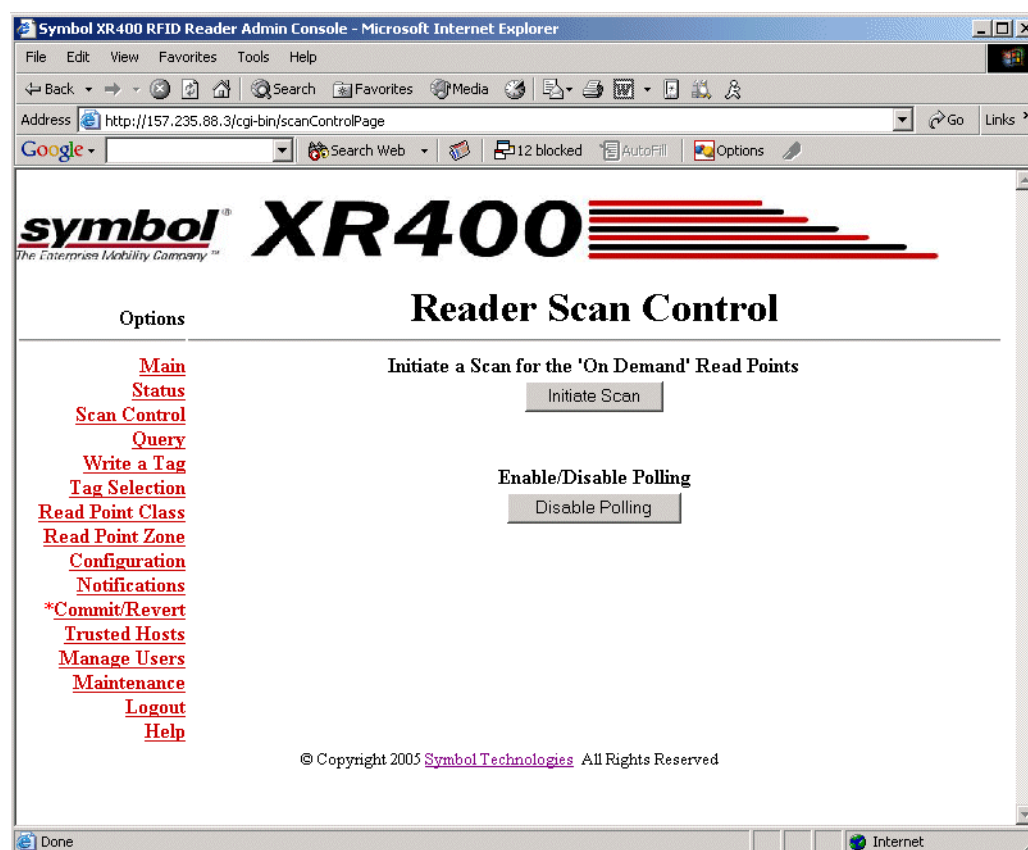 Symbol XR400 RFID Reader Admin Console - Microsoft Internet Explorer
File Edit View Favorites Tools Help
Back Search Favorites Media
Address http://157.235.88.3/cgi-bin/scanControlPage Go Links
Google Search Web 12 blocked AutoFill Options
symbol® XR400
The Enterprise Mobility Company ™
Options
Reader Scan Control
Main
Status
Scan Control
Query
Write a Tag
Tag Selection
Read Point Class
Read Point Zone
Configuration
Notifications
*Commit/Revert
Trusted Hosts
Manage Users
Maintenance
Logout
Help
Initiate a Scan for the 'On Demand' Read Points
Initiate Scan
Enable/Disable Polling
Disable Polling
© Copyright 2005 Symbol Technologies All Rights Reserved
Done Internet